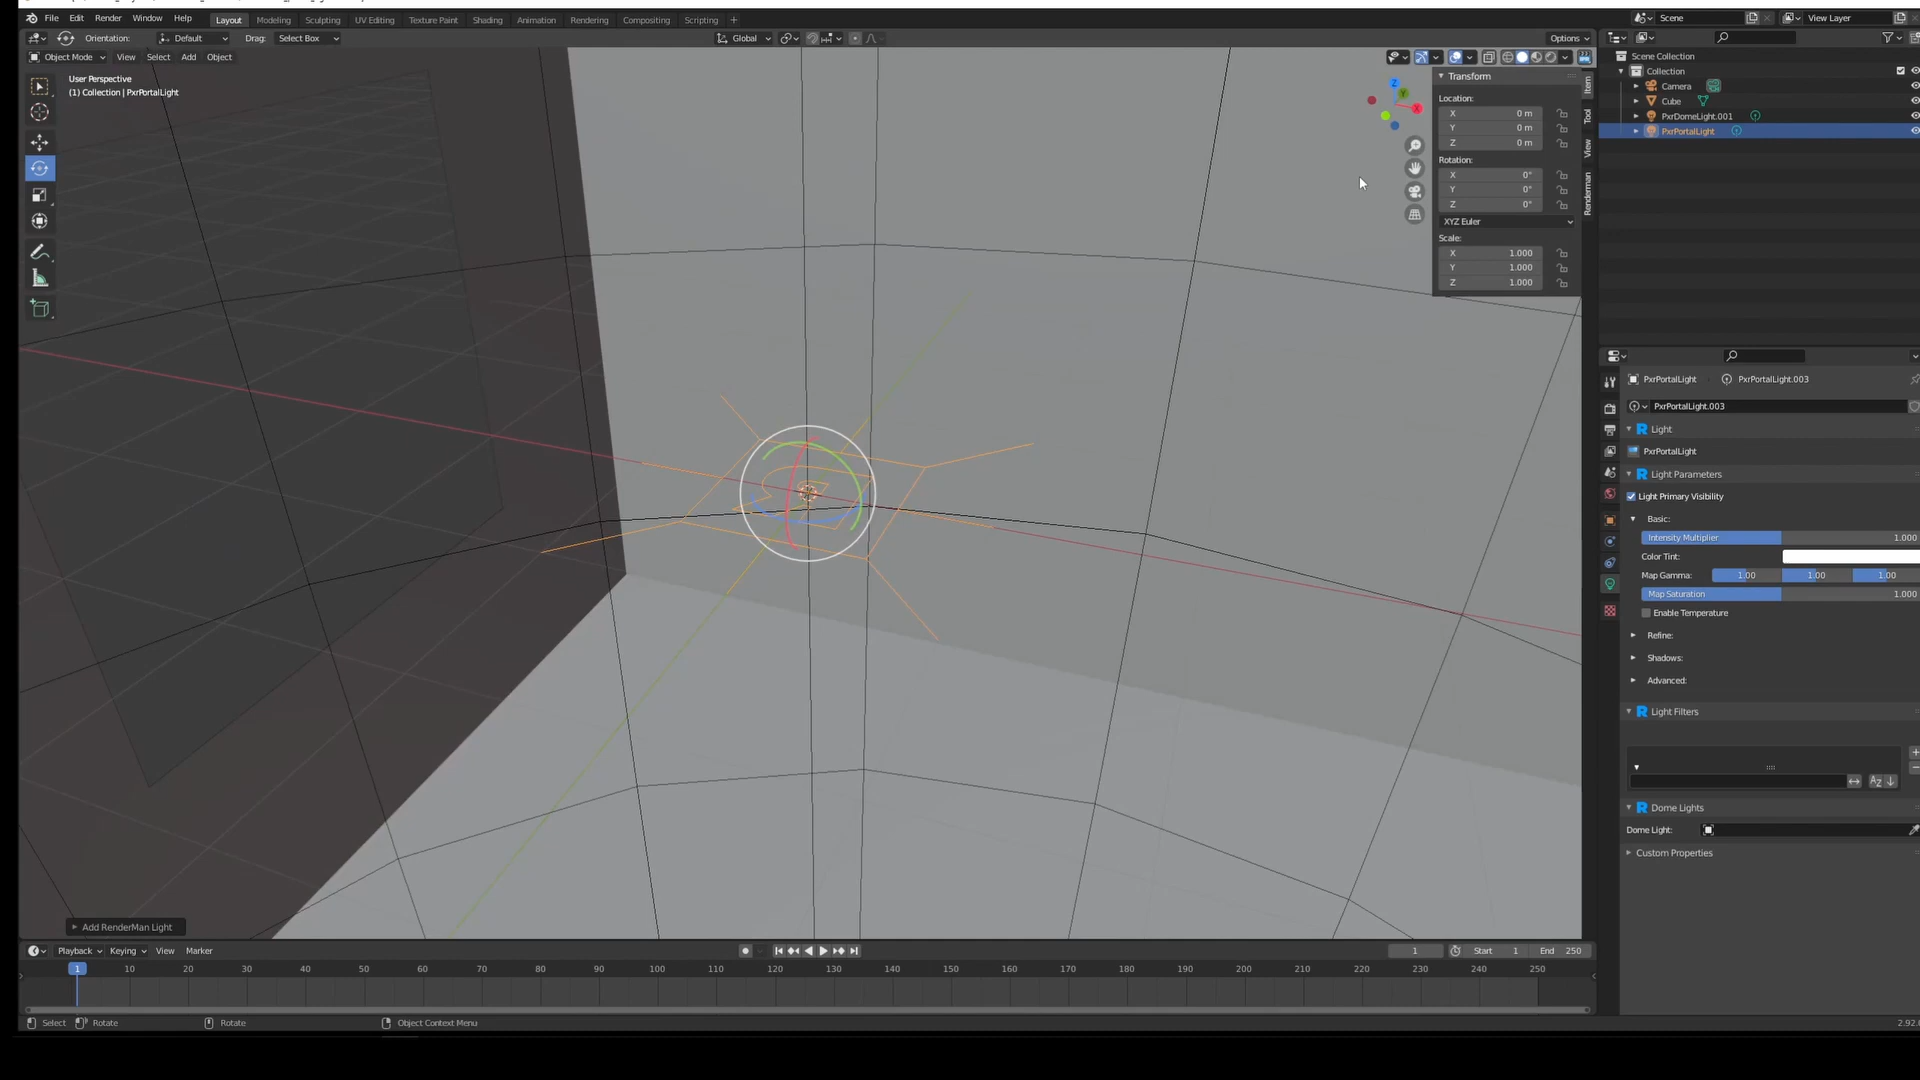 File Edit Render Window Help Layout Modeling Sculpting UV Editing Texture Paint Shading Animation Rendering Compositing Scripting + Scene View Layer
Orientation: Default Drag: Select Box Global Options
Object Mode View Select Add Object
User Perspective
(1) Collection | PxrPortalLight
Z
Y
X
Transform
Location:
X 0 m
Y 0 m
Z 0 m
Rotation:
X 0°
Y 0°
Z 0°
XYZ Euler
Scale:
X 1.000
Y 1.000
Z 1.000
Item
Tool
View
Renderman
Scene Collection
Collection
Camera
Cube
PxrDomeLight.001
PxrPortalLight
PxrPortalLight PxrPortalLight.003
PxrPortalLight.003
R Light
PxrPortalLight
R Light Parameters
Light Primary Visibility
Basic:
Intensity Multiplier 1.000
Color Tint:
Map Gamma: 1.00 1.00 1.00
Map Saturation 1.000
Enable Temperature
Refine:
Shadows:
Advanced:
R Light Filters
AZ
R Dome Lights
Dome Light:
Custom Properties
Add RenderMan Light
Playback Keying View Marker 1 Start 1 End 250
1 10 20 30 40 50 60 70 80 90 100 110 120 130 140 150 160 170 180 190 200 210 220 230 240 250
Select Rotate Rotate Object Context Menu